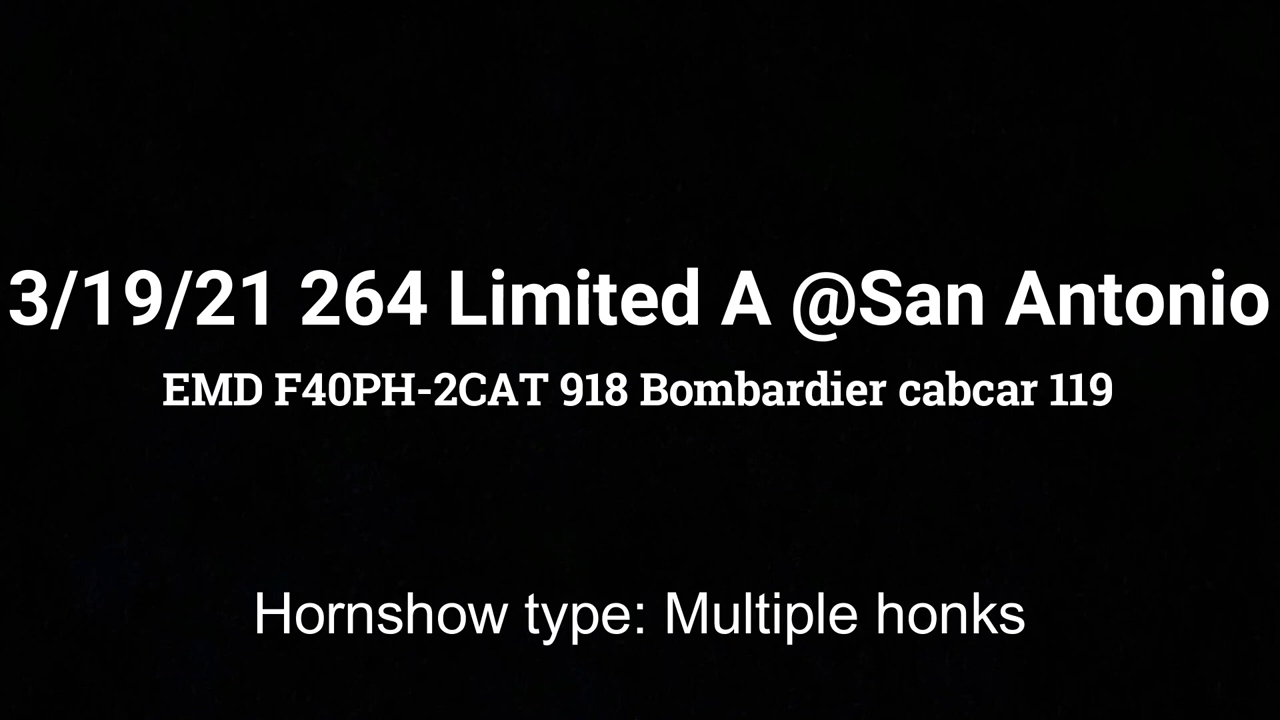 3/19/21 264 Limited A @San Antonio
EMD F40PH-2CAT 918 Bombardier cabcar 119
Hornshow type: Multiple honks